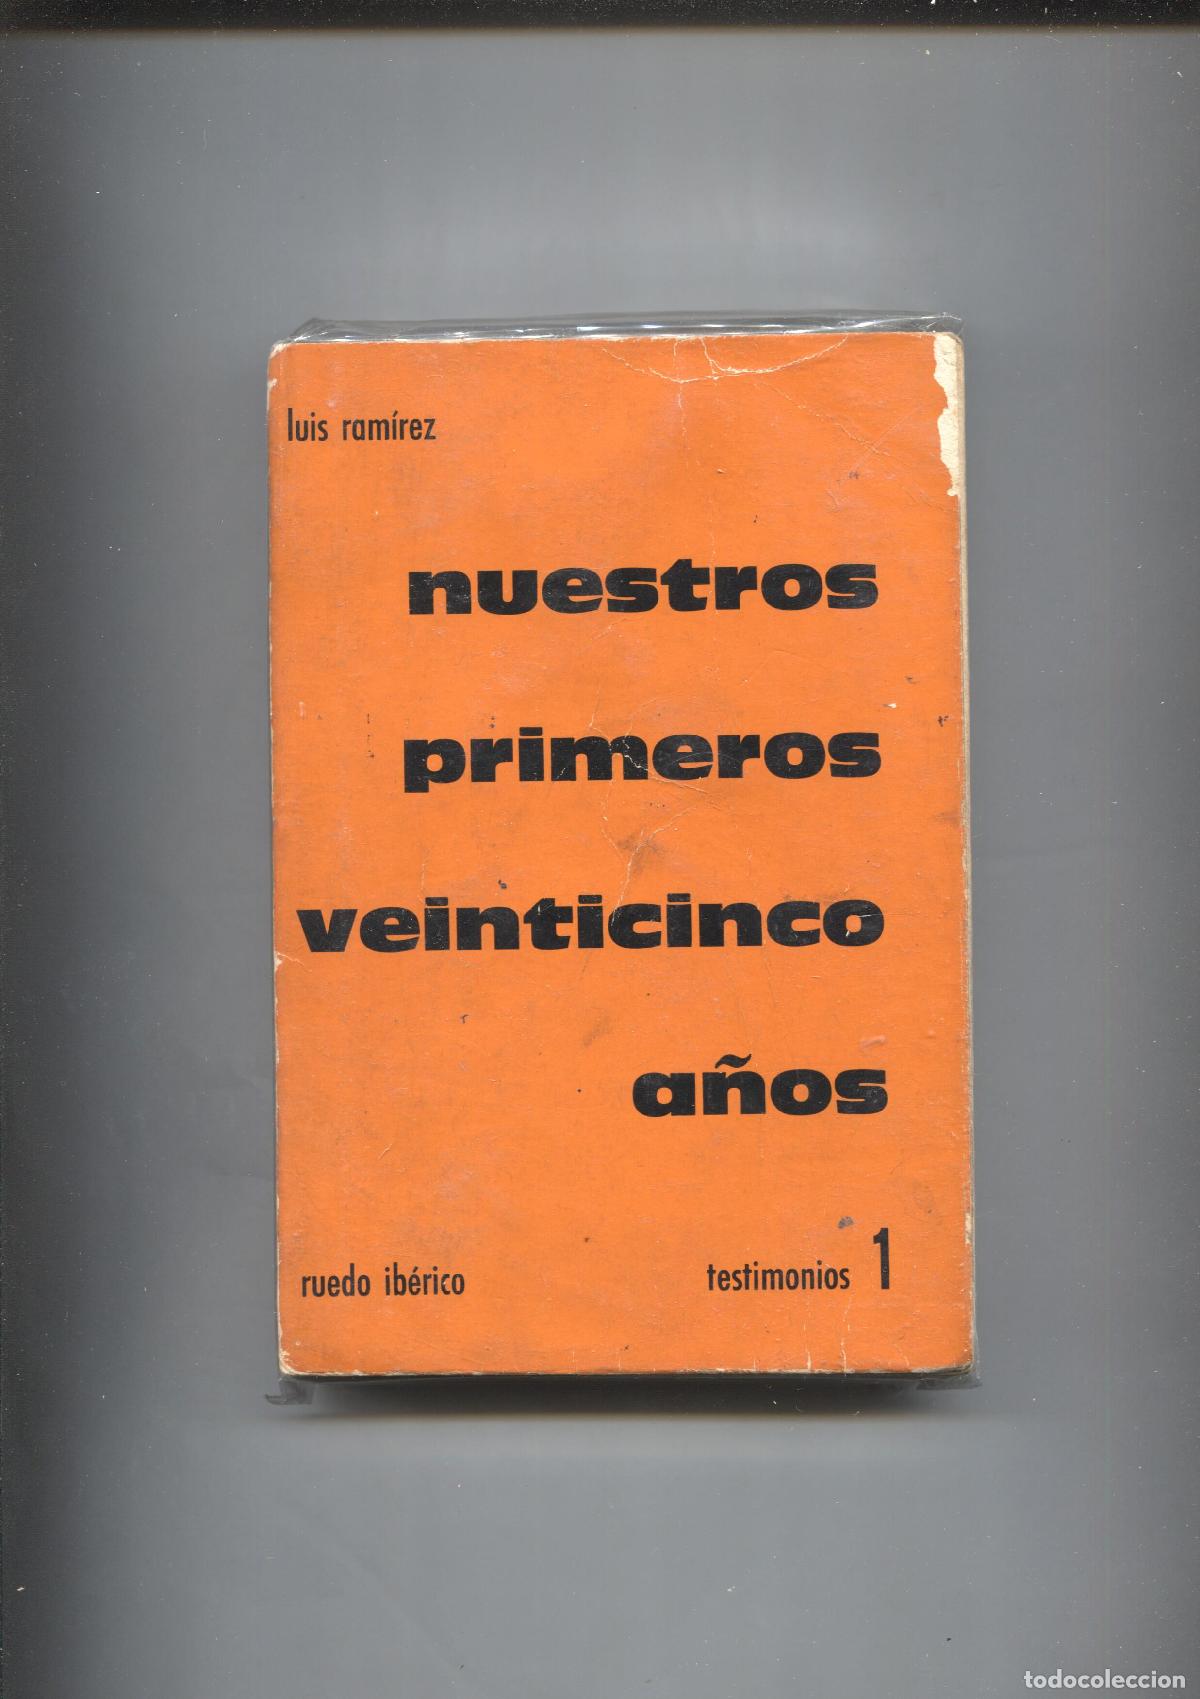 luis ramírez
nuestros
primeros
veinticinco
años
ruedo ibérico
testimonios 1
todocoleccion